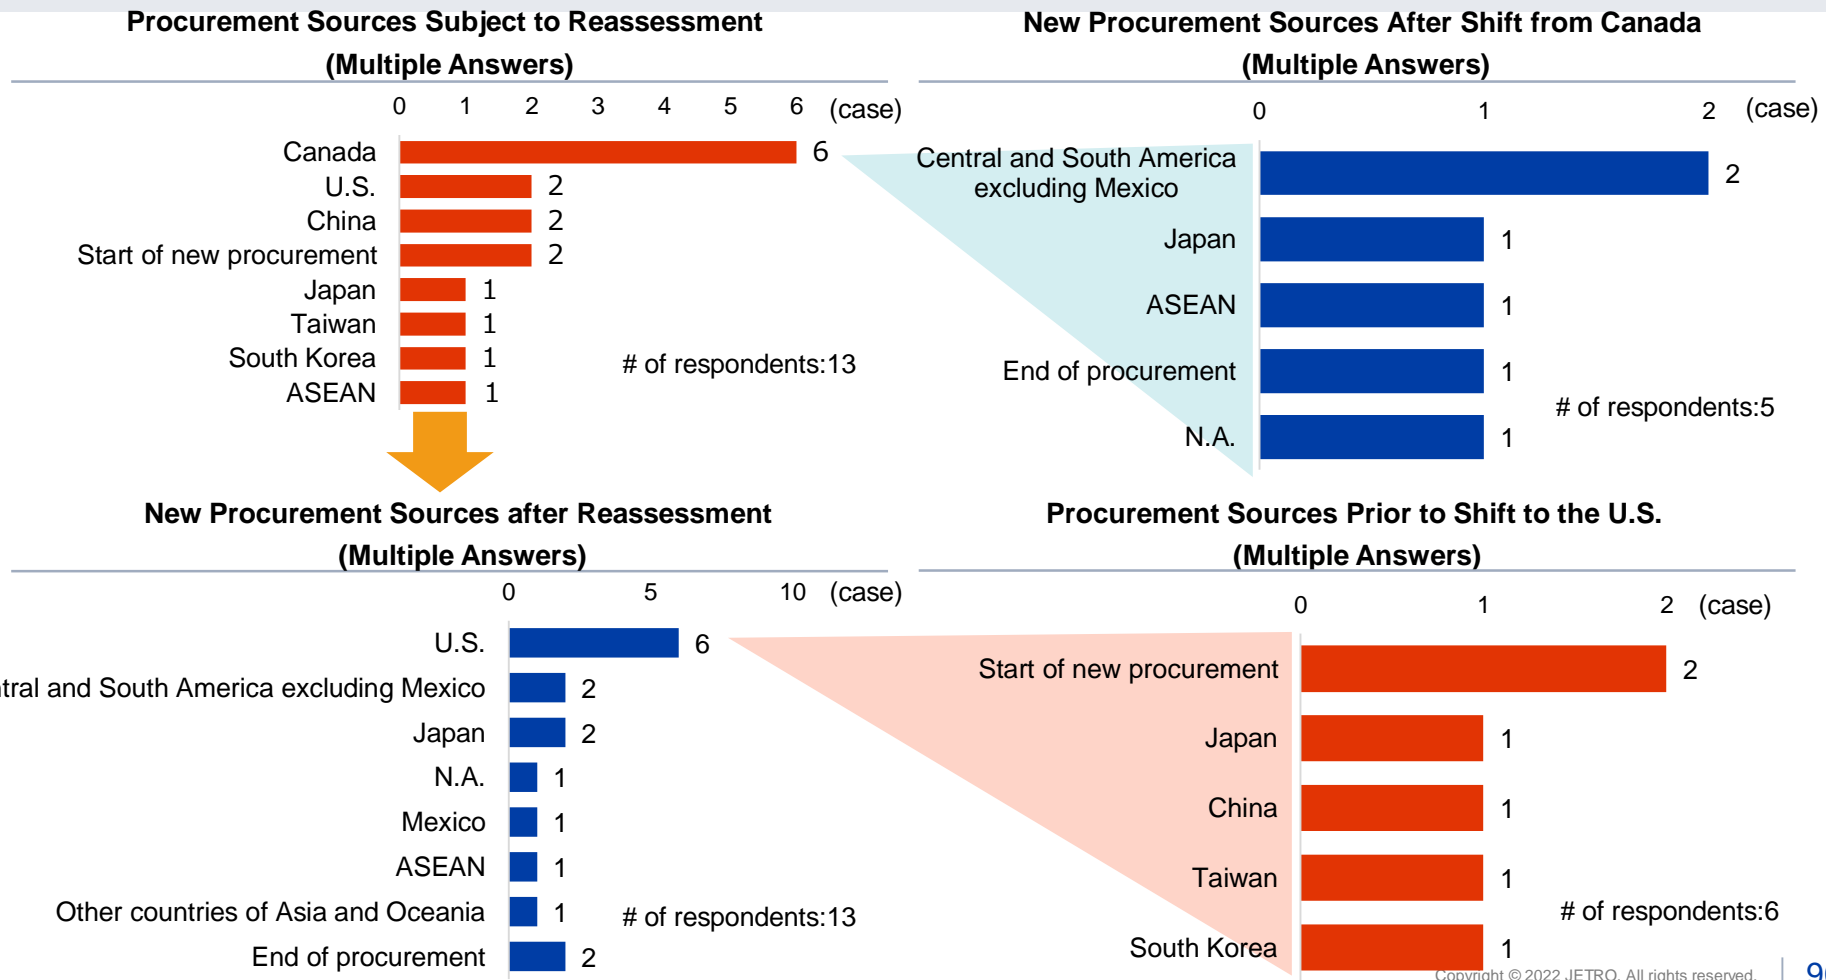 Procurement Sources Subject to Reassessment
(Multiple Answers)
0 1 2 3 4 5 6 (case)
Canada 6
U.S. 2
China 2
Start of new procurement 2
Japan 1
Taiwan 1
South Korea 1
ASEAN 1
# of respondents:13
New Procurement Sources After Shift from Canada
(Multiple Answers)
0 1 2 (case)
Central and South America
excluding Mexico 2
Japan 1
ASEAN 1
End of procurement 1
N.A. 1
# of respondents:5
New Procurement Sources after Reassessment
(Multiple Answers)
0 5 10 (case)
U.S. 6
ntral and South America excluding Mexico 2
Japan 2
N.A. 1
Mexico 1
ASEAN 1
Other countries of Asia and Oceania 1
End of procurement 2
# of respondents:13
Procurement Sources Prior to Shift to the U.S.
(Multiple Answers)
0 1 2 (case)
Start of new procurement 2
Japan 1
China 1
Taiwan 1
South Korea 1
# of respondents:6
Copyright © 2022 JETRO. All rights reserved.